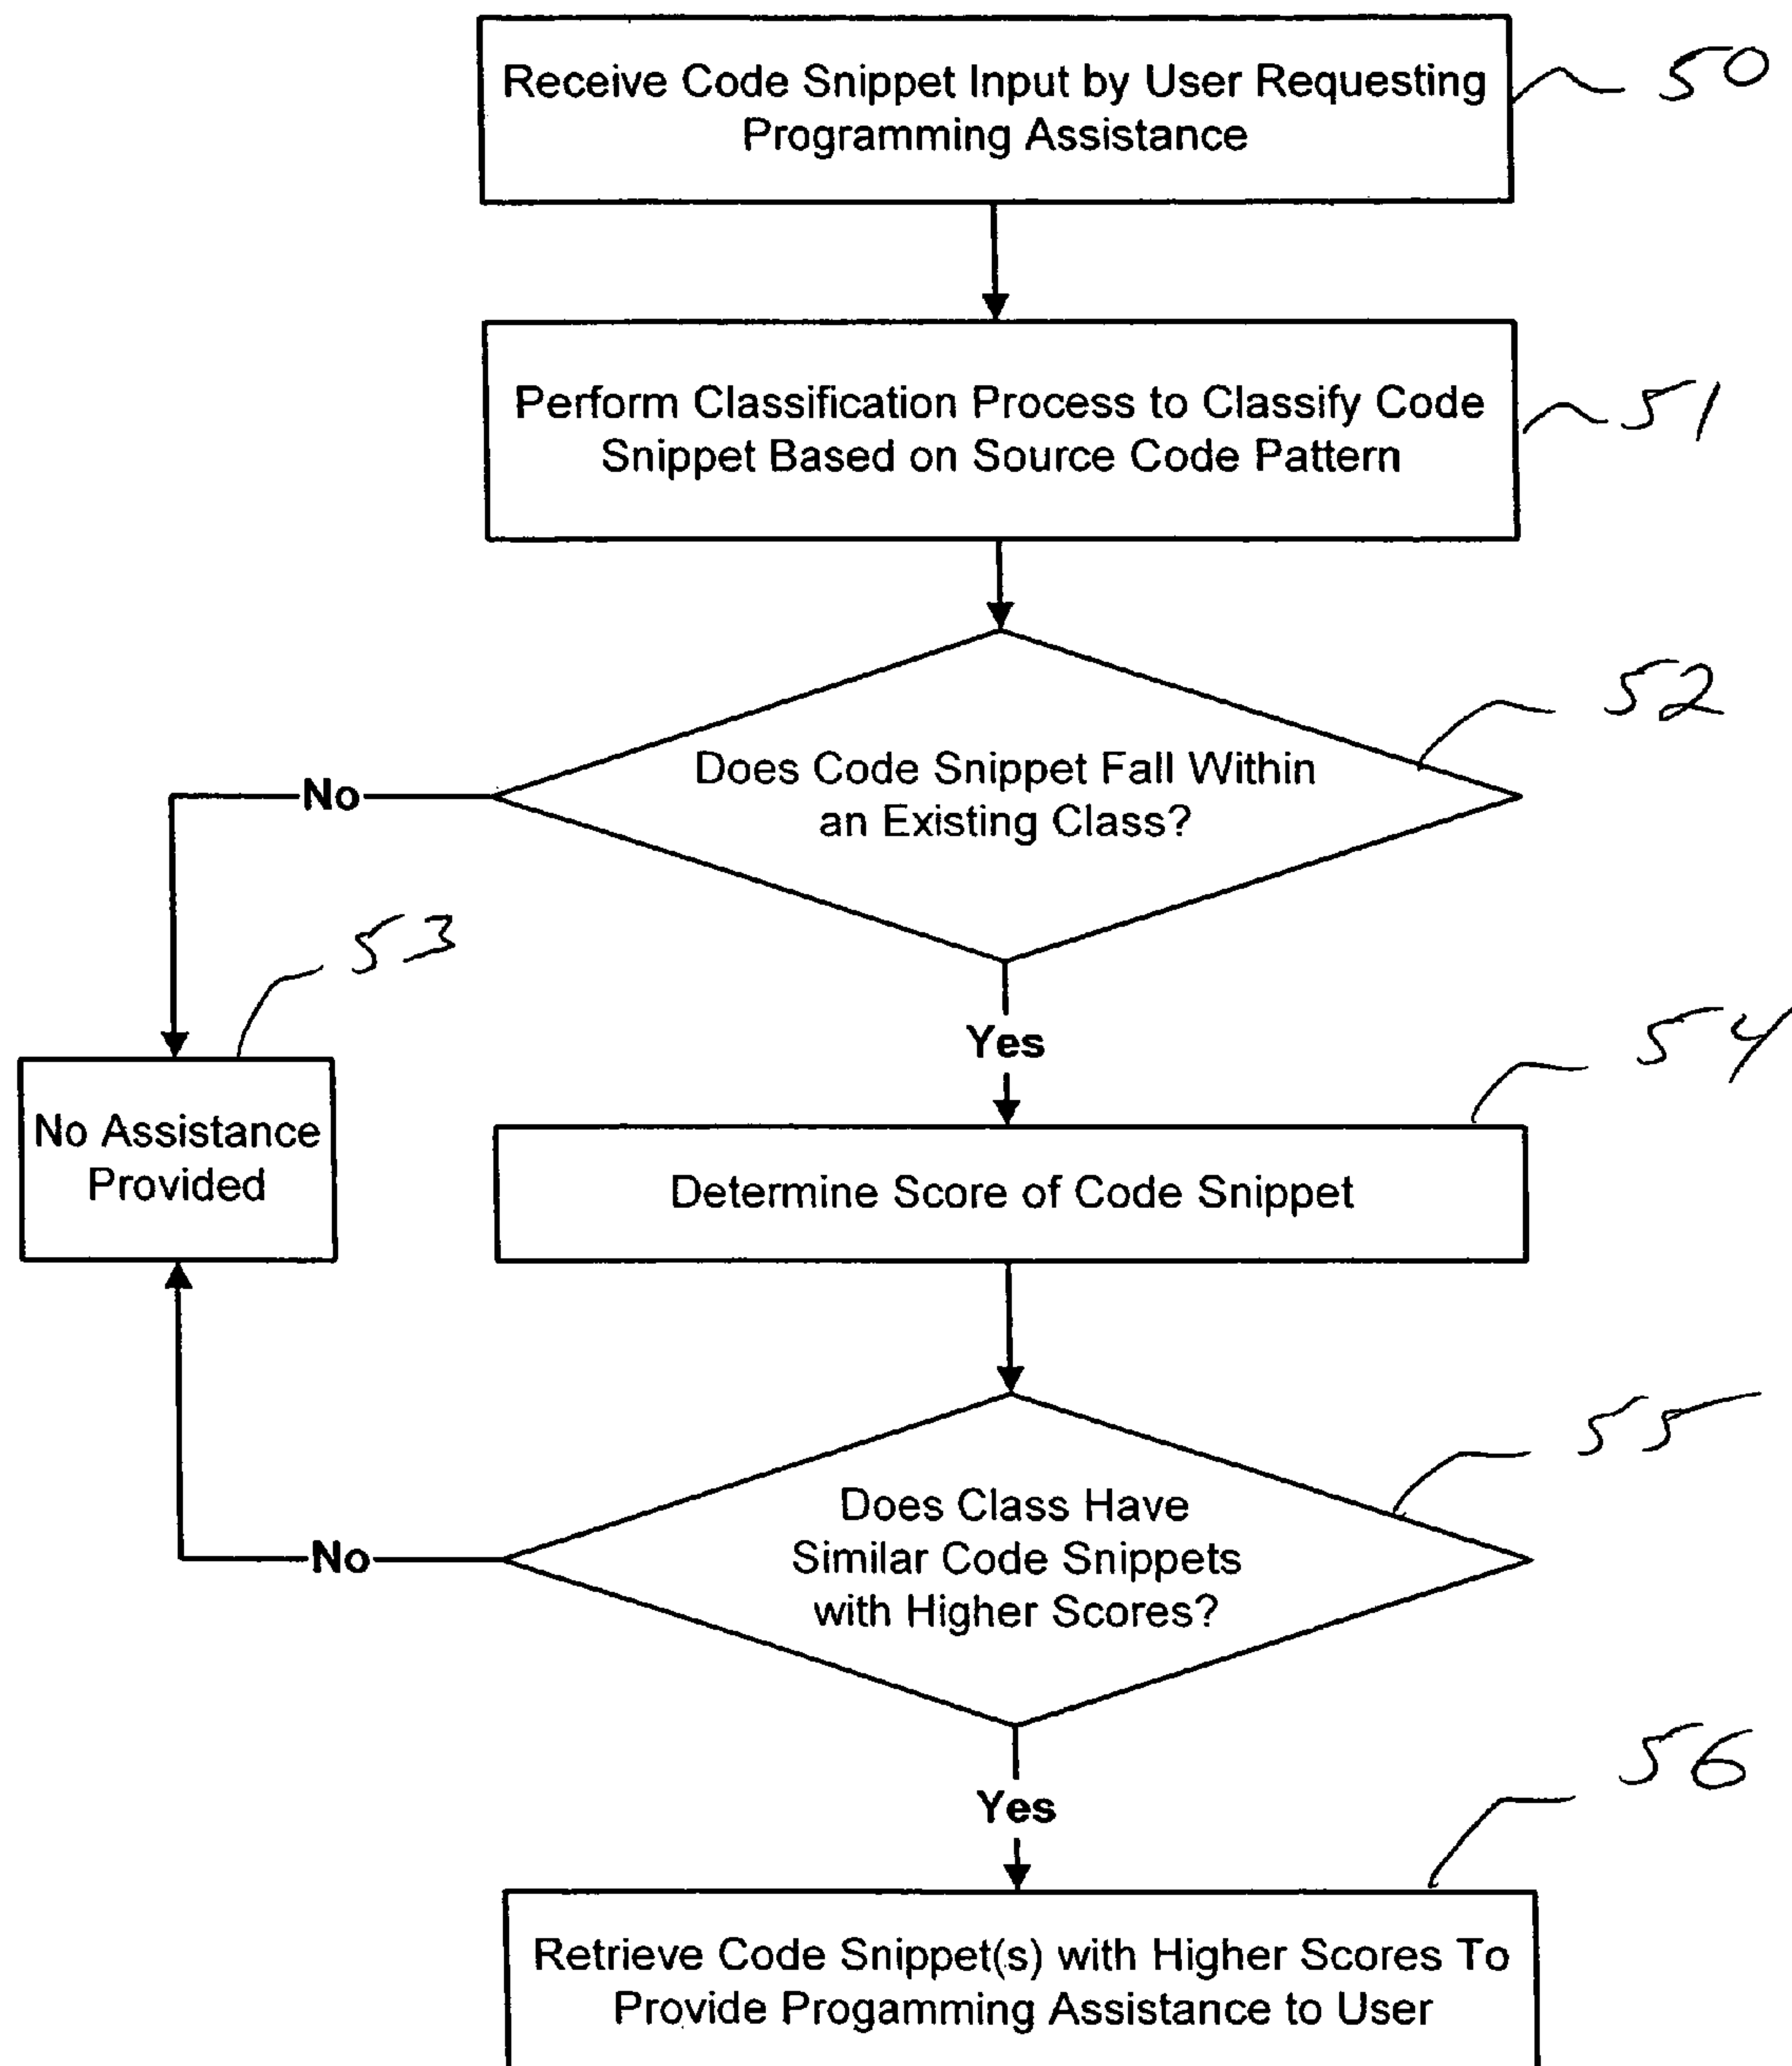 Receive Code Snippet Input by User Requesting
Programming Assistance
50
Perform Classification Process to Classify Code
Snippet Based on Source Code Pattern
51
52
Does Code Snippet Fall Within
an Existing Class?
No
53
Yes
54
No Assistance
Provided
Determine Score of Code Snippet
55
Does Class Have
Similar Code Snippets
with Higher Scores?
No
56
Yes
Retrieve Code Snippet(s) with Higher Scores To
Provide Progamming Assistance to User